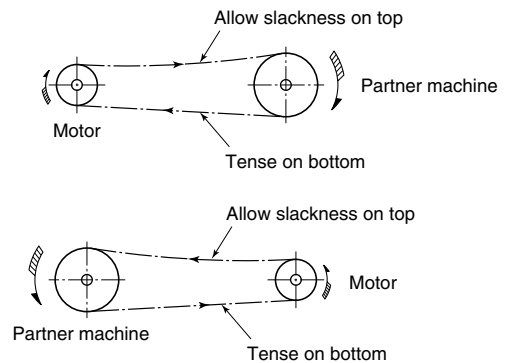 Allow slackness on top
Partner machine
Motor
Tense on bottom
Allow slackness on top
Motor
Partner machine
Tense on bottom